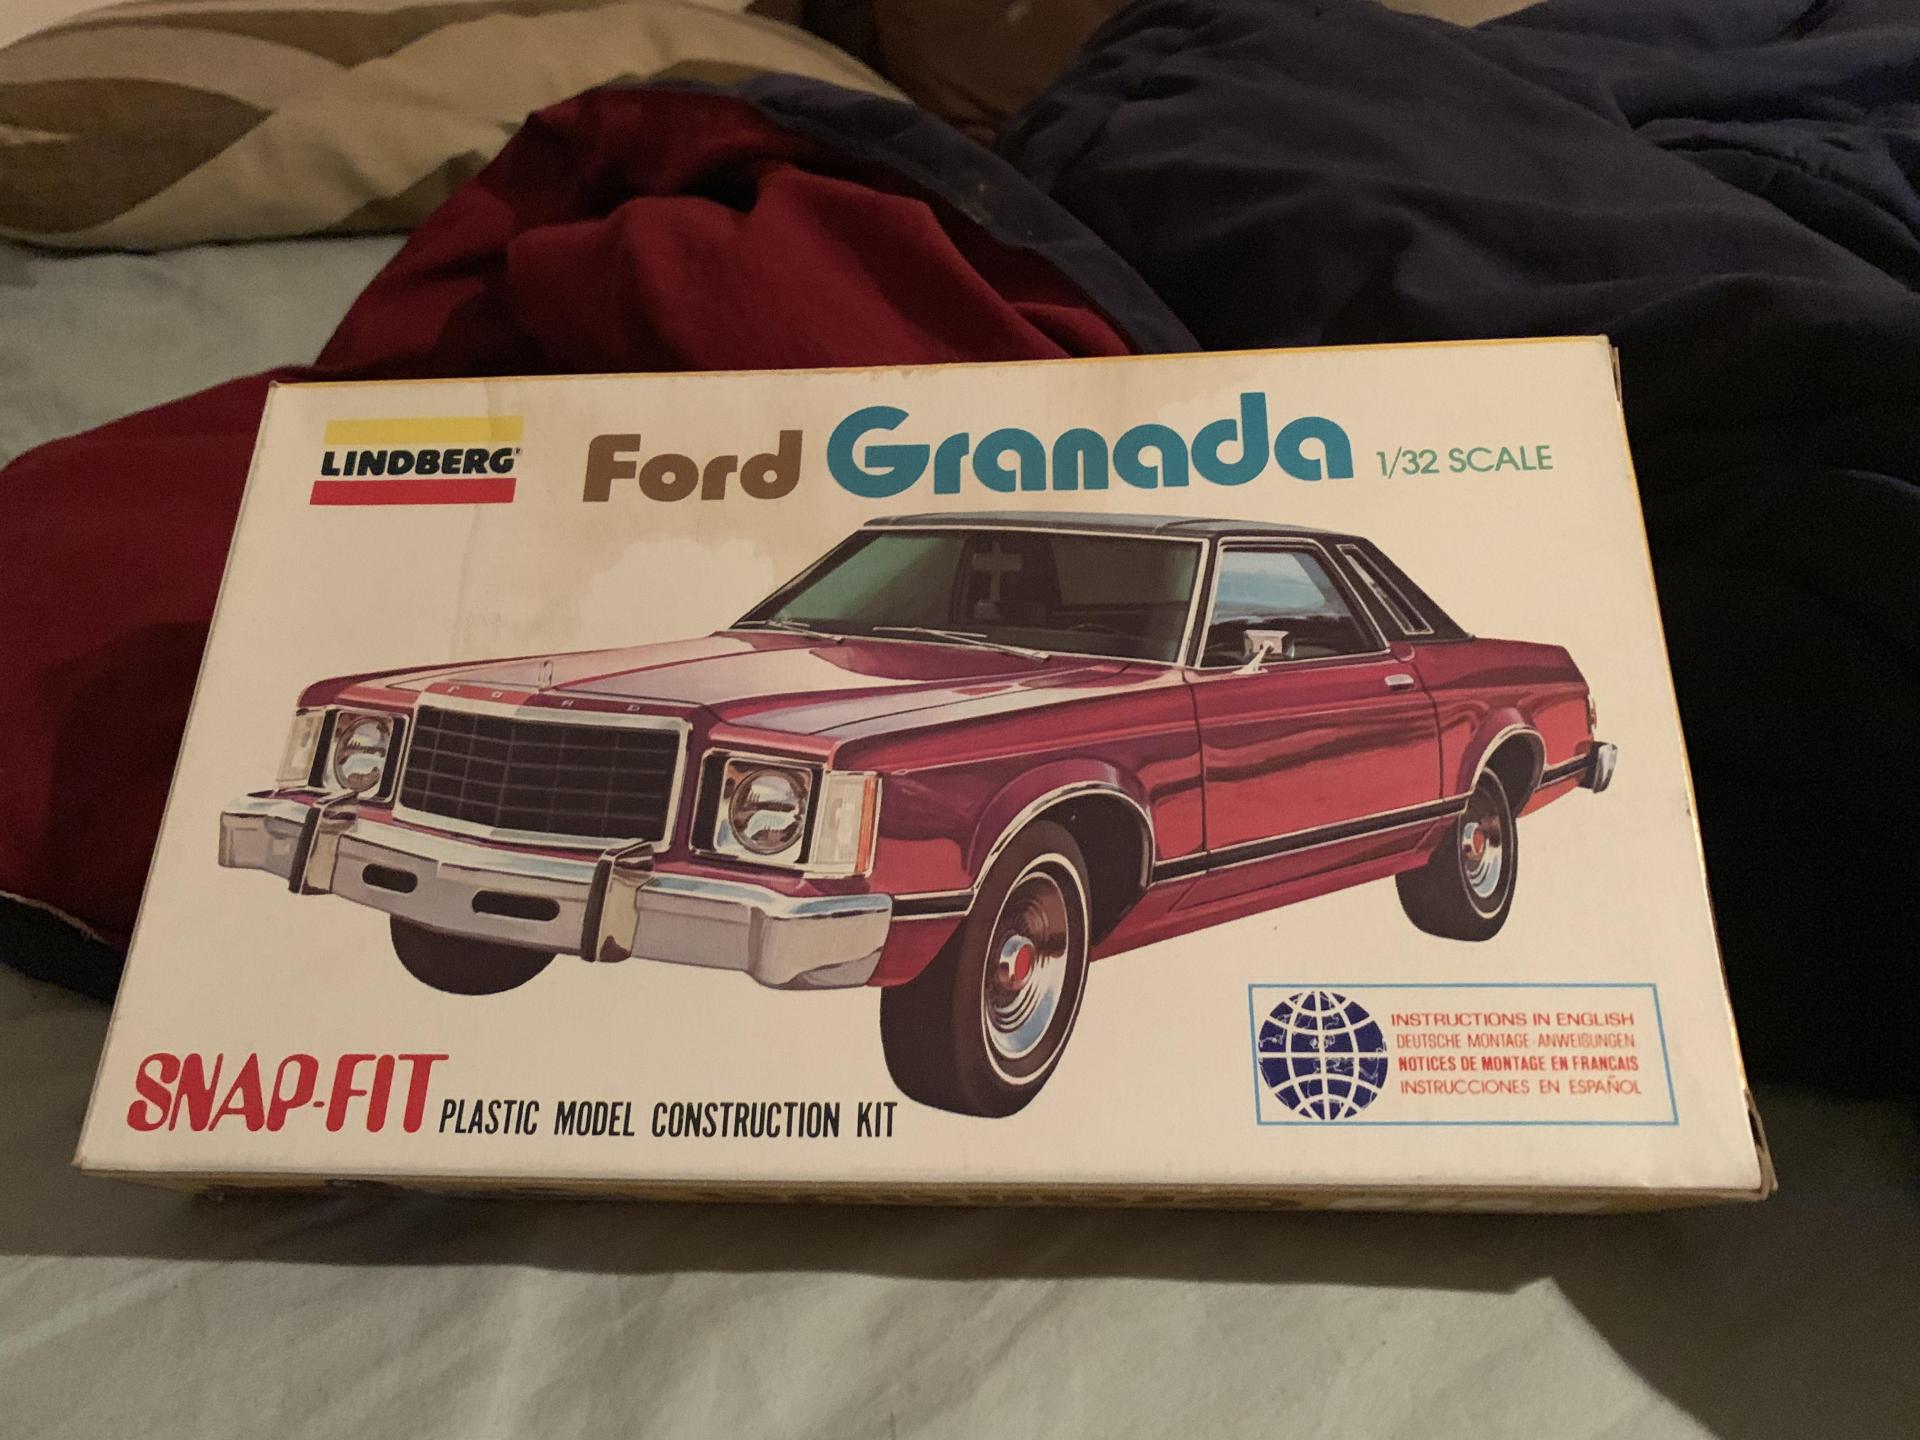 LINDBERG®
Ford Granada 1/32 SCALE
FORD
SNAP-FIT PLASTIC MODEL CONSTRUCTION KIT
INSTRUCTIONS IN ENGLISH
DEUTSCHE MONTAGE-ANWEISUNGEN
NOTICES DE MONTAGE EN FRANCAIS
INSTRUCCIONES EN ESPAÑOL